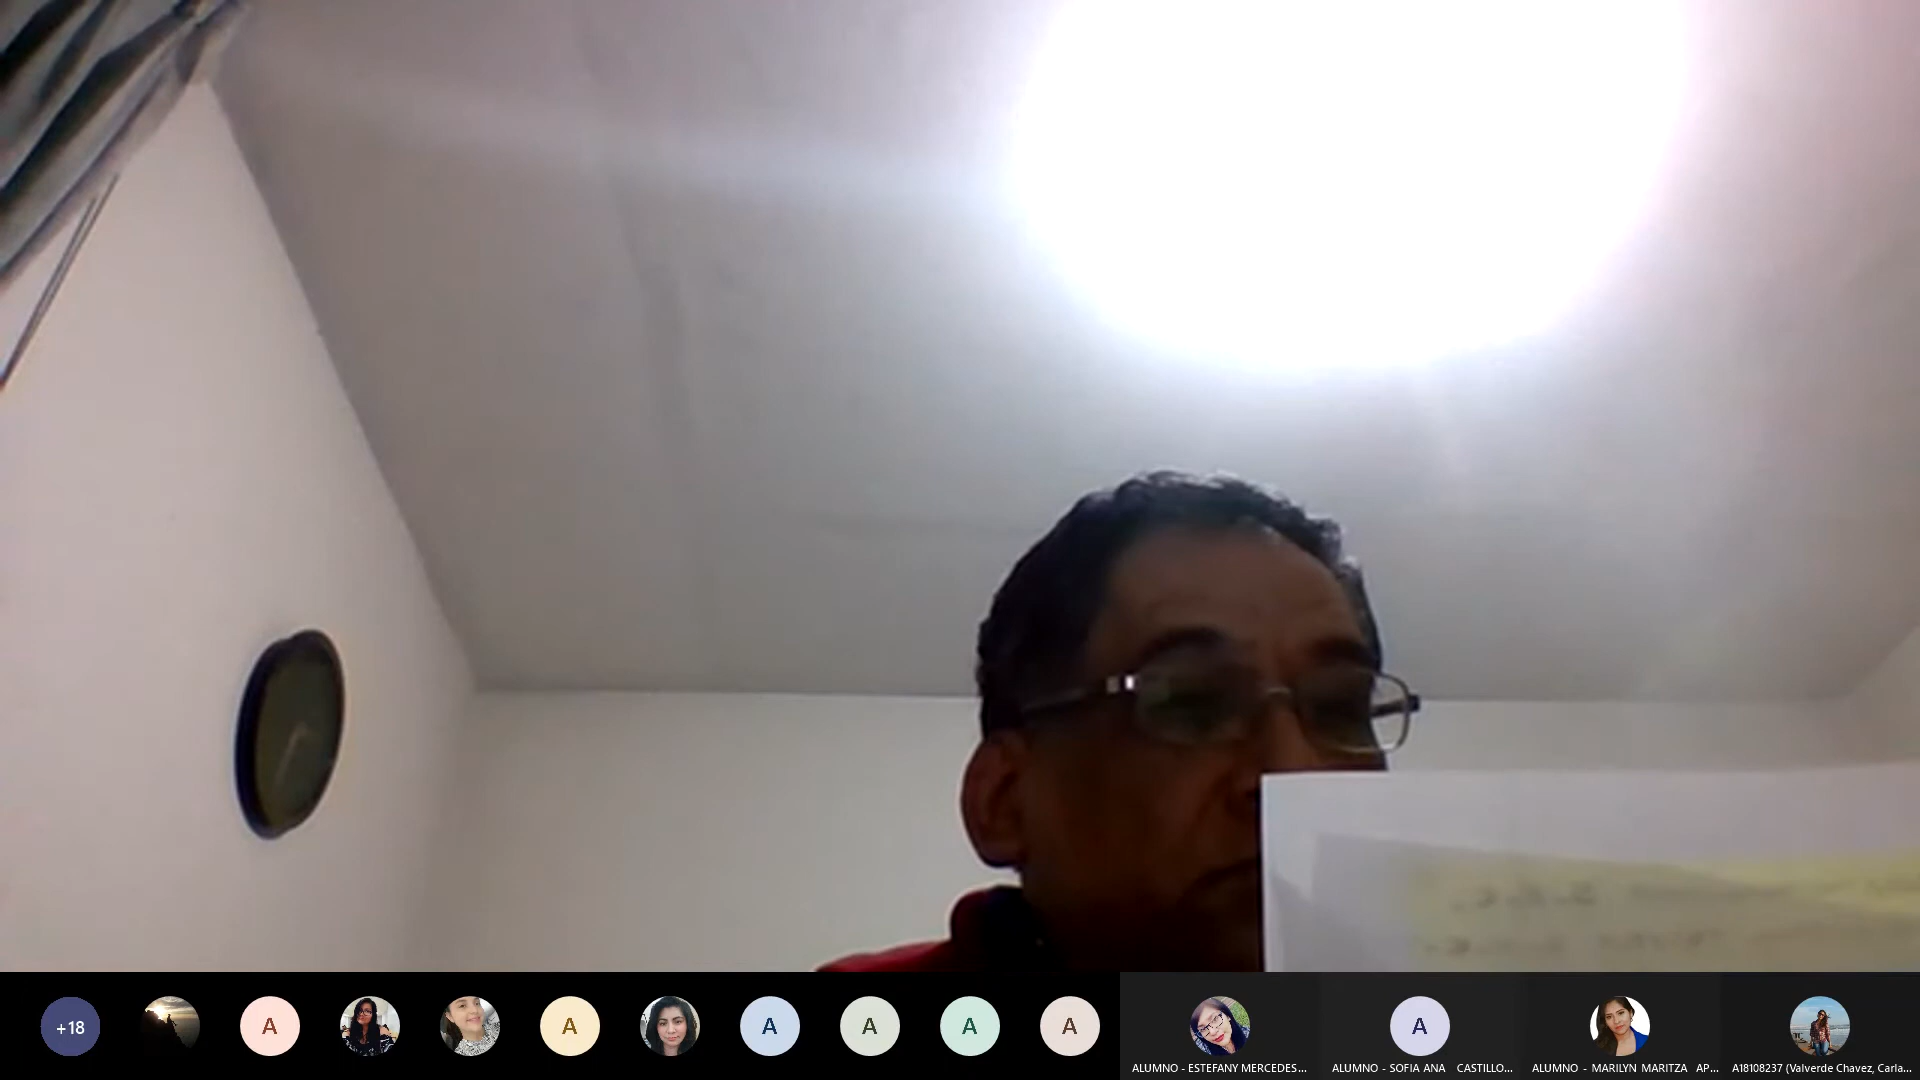 +18
A
A
A
A
A
A
A
ALUMNO - ESTEFANY MERCEDES...
ALUMNO - SOFIA ANA CASTILLO...
ALUMNO - MARILYN MARITZA AP...
A18108237 (Valverde Chavez, Carla...